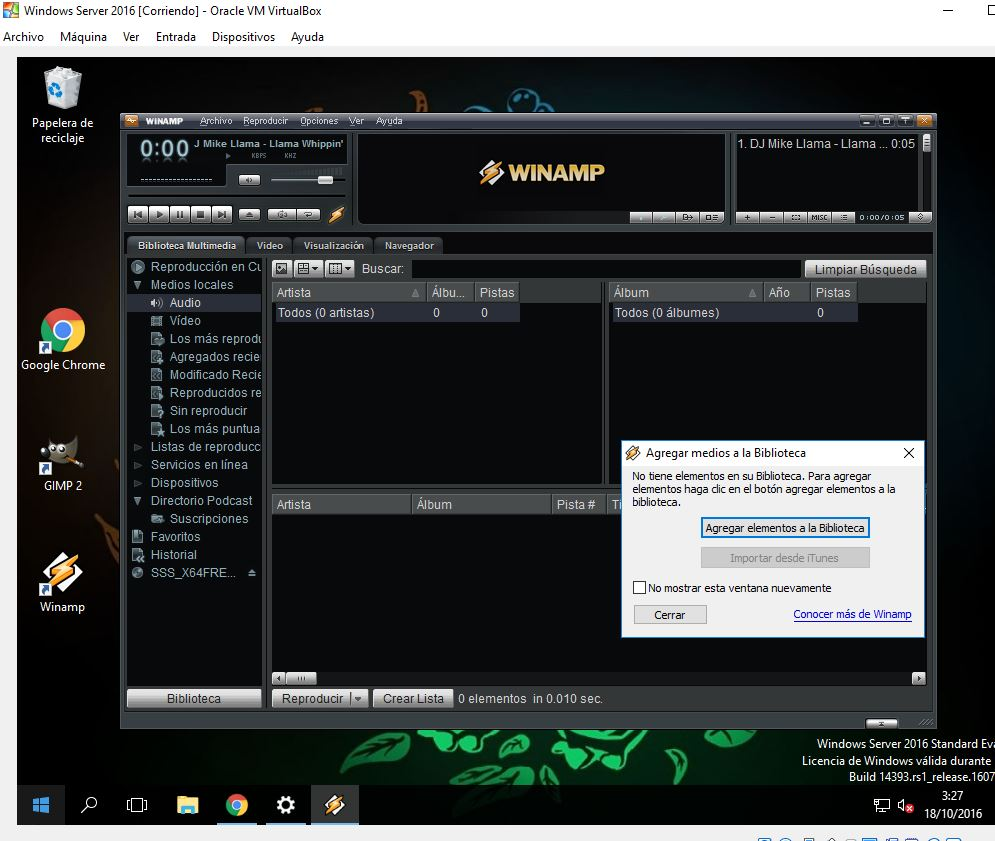 Windows Server 2016 [Corriendo] - Oracle VM VirtualBox
Archivo Máquina Ver Entrada Dispositivos Ayuda
Papelera de
reciclaje
Google Chrome
GIMP 2
Winamp
WINAMP Archivo Reproducir Opciones Ver Ayuda
0:00
J Mike Llama - Llama Whippin'
KBPS KHZ
WINAMP
1. DJ Mike Llama - Llama ... 0:05
MISC
0:00/0:05
Biblioteca Multimedia Video Visualización Navegador
Reproducción en Cu
Medios locales
Audio
Vídeo
Los más reprodu
Agregados recie
Modificado Recie
Reproducidos re
Sin reproducir
Los más puntua
Listas de reproducc
Servicios en línea
Dispositivos
Directorio Podcast
Suscripciones
Favoritos
Historial
SSS_X64FRE...
Biblioteca
Buscar: Limpiar Búsqueda
Artista Álbu... Pistas
Todos (0 artistas) 0 0
Álbum Año Pistas
Todos (0 álbumes) 0
Artista Álbum Pista #
Agregar medios a la Biblioteca
No tiene elementos en su Biblioteca. Para agregar
elementos haga clic en el botón agregar elementos a la
biblioteca.
Agregar elementos a la Biblioteca
Importar desde iTunes
No mostrar esta ventana nuevamente
Cerrar Conocer más de Winamp
Reproducir Crear Lista 0 elementos in 0.010 sec.
Windows Server 2016 Standard Eva
Licencia de Windows válida durante
Build 14393.rs1_release.1607
3:27
18/10/2016